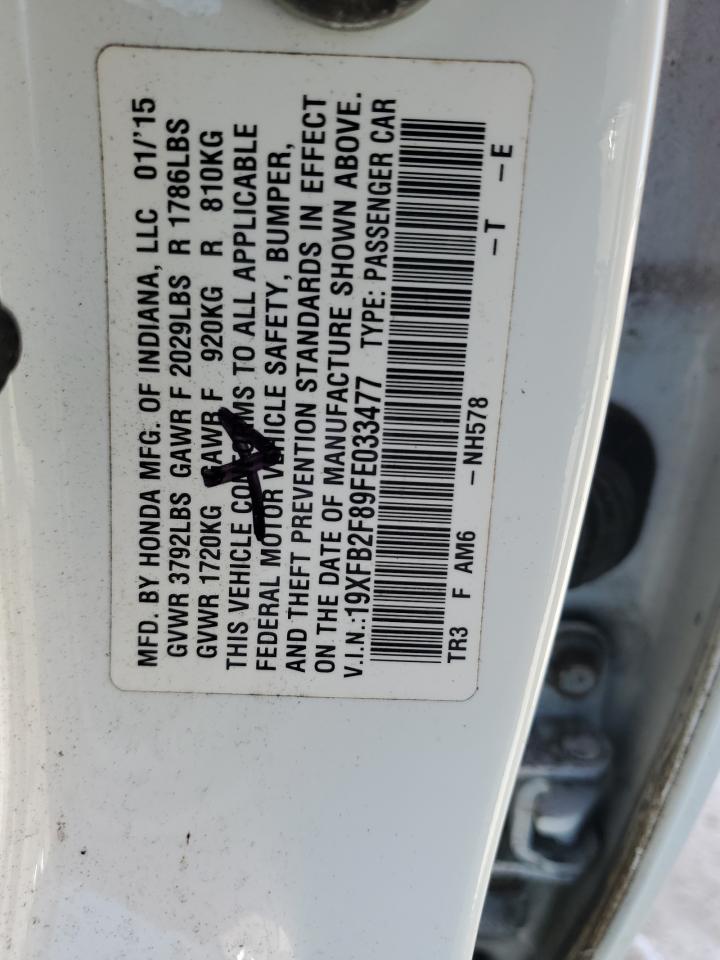 MFD. BY HONDA MFG. OF INDIANA, LLC 01/'15
GVWR 3792LBS GAWR F 2029LBS R 1786LBS
GVWR 1720KG GAWR F 920KG R 810KG
THIS VEHICLE CONFORMS TO ALL APPLICABLE
FEDERAL MOTOR VEHICLE SAFETY, BUMPER,
AND THEFT PREVENTION STANDARDS IN EFFECT
ON THE DATE OF MANUFACTURE SHOWN ABOVE.
V.I.N.:19XFB2F89FE033477 TYPE: PASSENGER CAR
TR3 F AM6 -NH578 -T -E